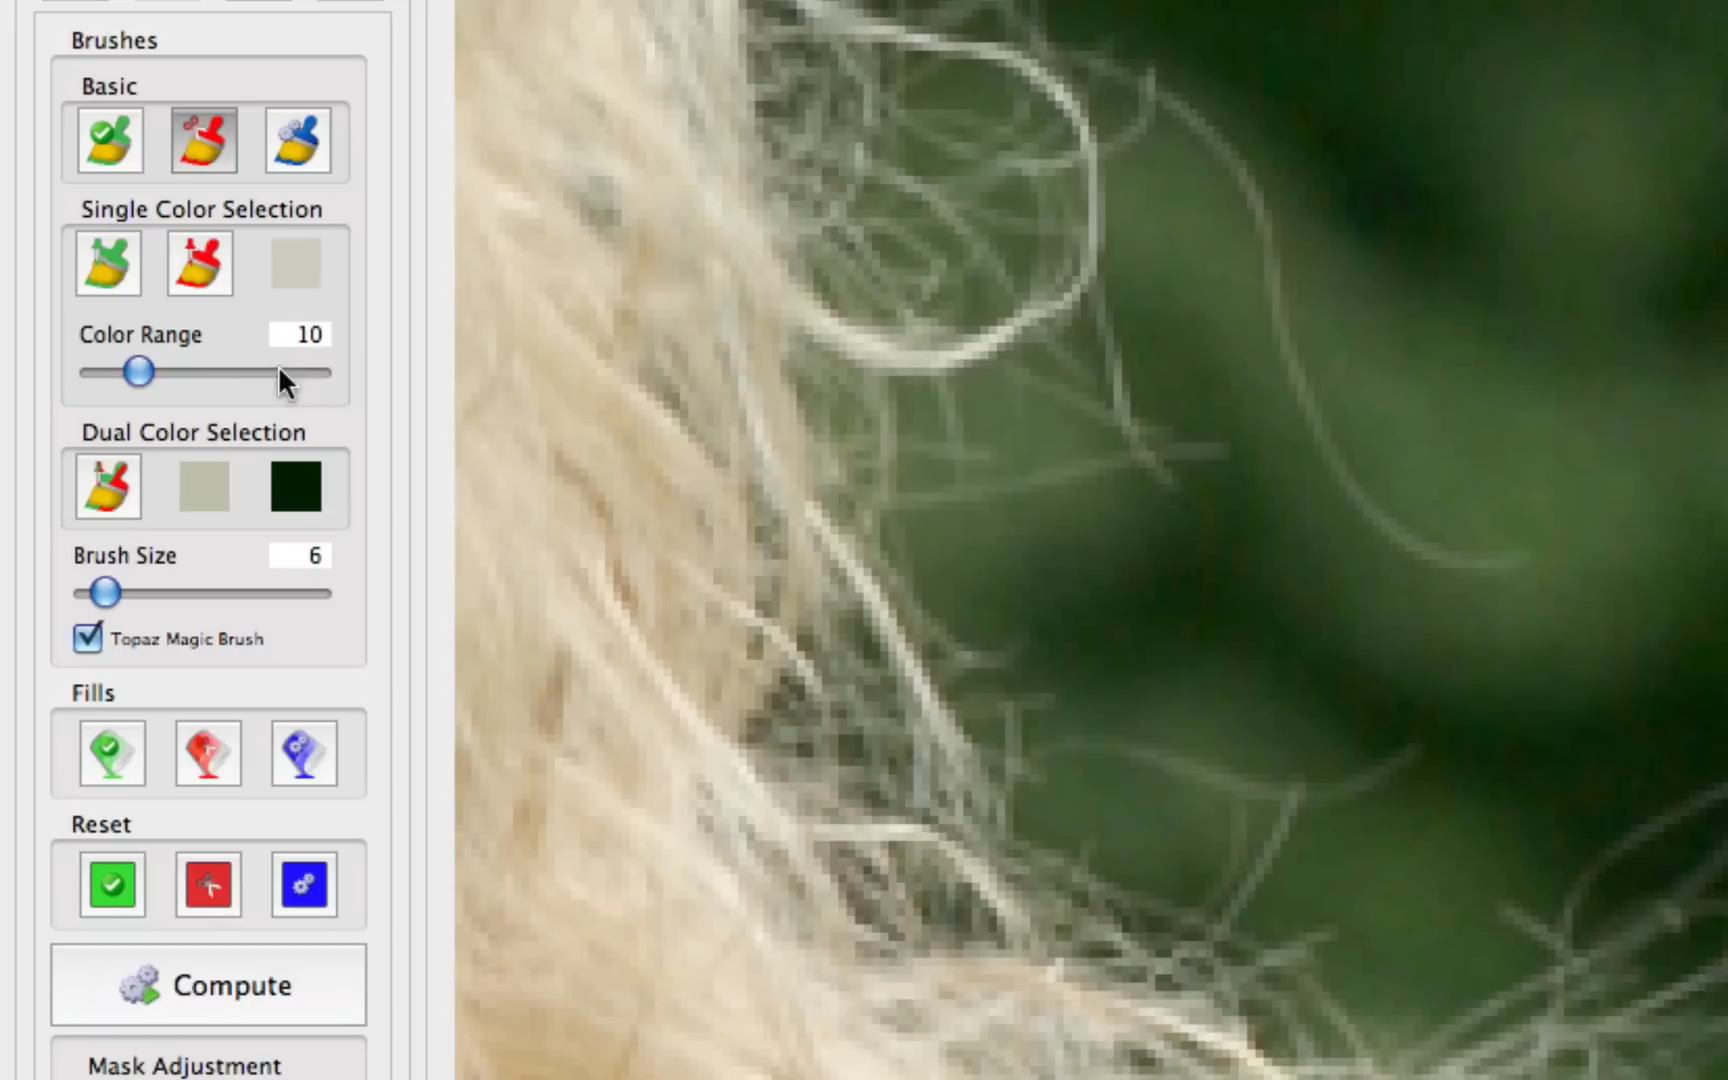 Brushes
Basic
Single Color Selection
Color Range 10
Dual Color Selection
Brush Size 6
Topaz Magic Brush
Fills
Reset
Compute
Mask Adjustment